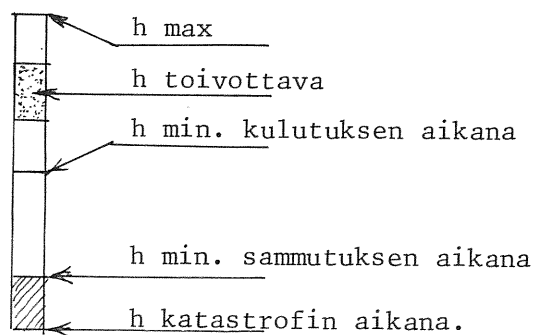 h max
h toivottava
h min. kulutuksen aikana
h min. sammutuksen aikana
h katastrofin aikana.